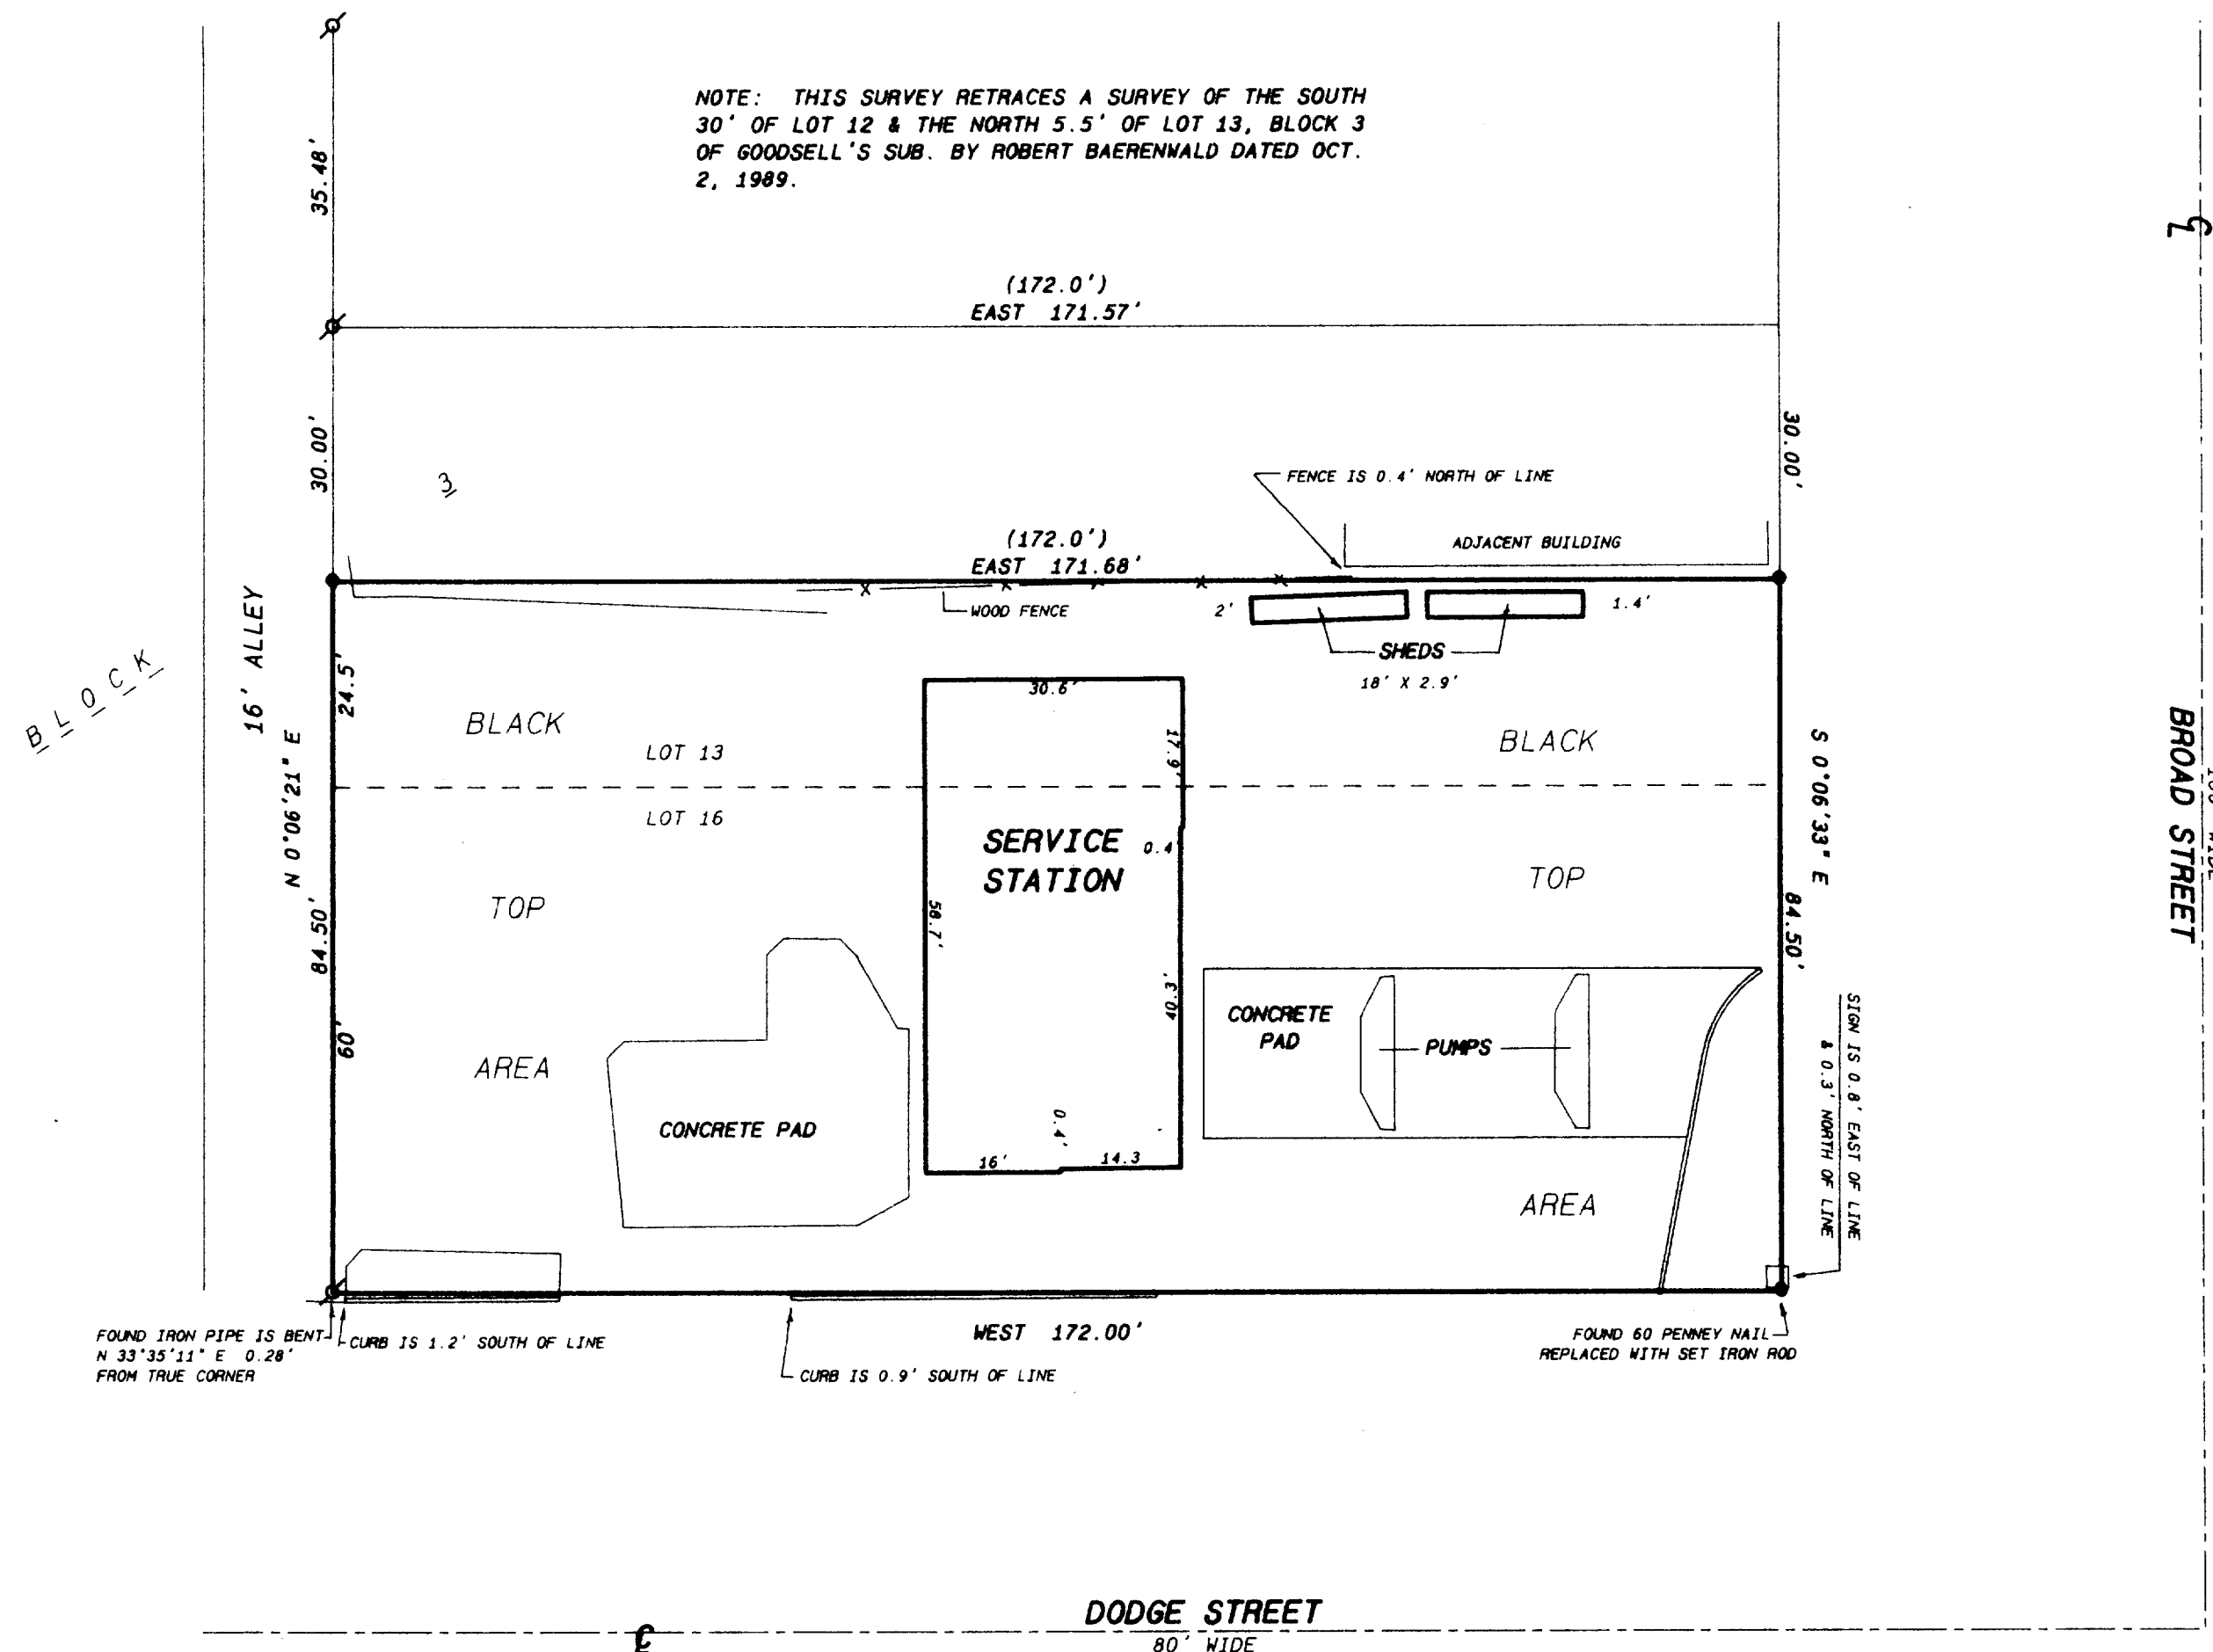 NOTE: THIS SURVEY RETRACES A SURVEY OF THE SOUTH
30' OF LOT 12 & THE NORTH 5.5' OF LOT 13, BLOCK 3
OF GOODSELL'S SUB. BY ROBERT BAERENWALD DATED OCT.
2, 1989.
35.48'
(172.0')
EAST 171.57'
30.00'
30.00'
3
FENCE IS 0.4' NORTH OF LINE
ADJACENT BUILDING
(172.0')
EAST 171.68'
WOOD FENCE
2'
1.4'
SHEDS
18' X 2.9'
16' ALLEY
BLOCK
24.5'
N 0°06'21" E
30.6'
17.9'
BLACK
LOT 13
LOT 16
BLACK
S 0°06'33" E
BROAD STREET
SERVICE
STATION
0.4'
TOP
TOP
84.50'
58.7'
84.50'
40.3'
60'
AREA
CONCRETE PAD
CONCRETE
PAD
PUMPS
SIGN IS 0.8' EAST OF LINE
& 0.3' NORTH OF LINE
0.4'
16'
14.3
AREA
FOUND IRON PIPE IS BENT
N 33°35'11" E 0.28'
FROM TRUE CORNER
CURB IS 1.2' SOUTH OF LINE
WEST 172.00'
CURB IS 0.9' SOUTH OF LINE
FOUND 60 PENNEY NAIL
REPLACED WITH SET IRON ROD
DODGE STREET
80' WIDE